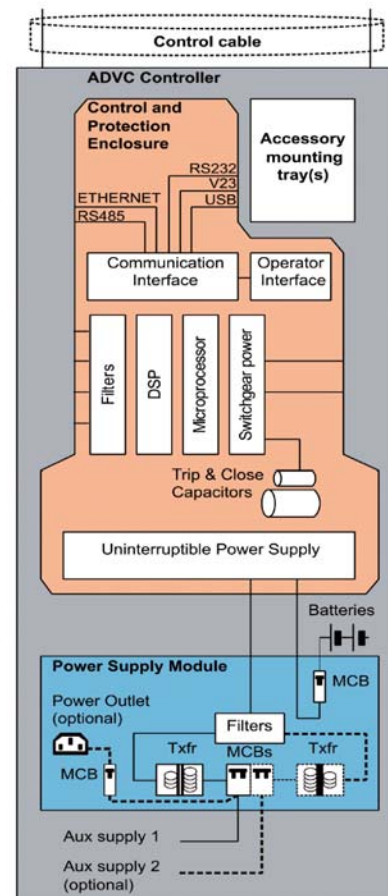 Control cable
ADVC Controller
Control and
Protection
Enclosure
Accessory
mounting
tray(s)
RS232
V23
USB
ETHERNET
RS485
Communication
Interface
Operator
Interface
Filters
DSP
Microprocessor
Switchgear power
Trip & Close
Capacitors
Uninterruptible Power Supply
Batteries
MCB
Power Supply Module
Power Outlet
(optional)
Filters
MCB
Txfr
MCBs
Txfr
Aux supply 1
Aux supply 2
(optional)